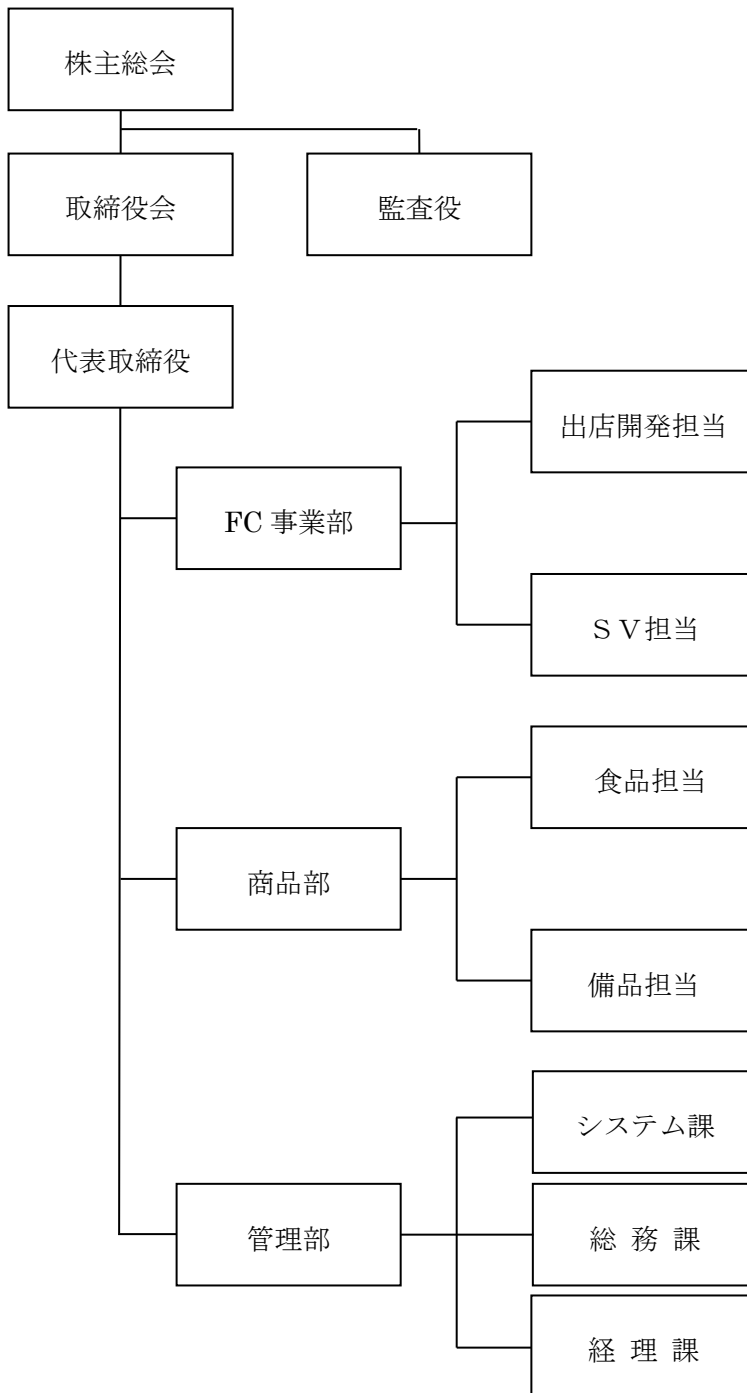 株主総会
取締役会
監査役
代表取締役
出店開発担当
FC 事業部
ＳＶ担当
食品担当
商品部
備品担当
システム課
管理部
総 務 課
経 理 課